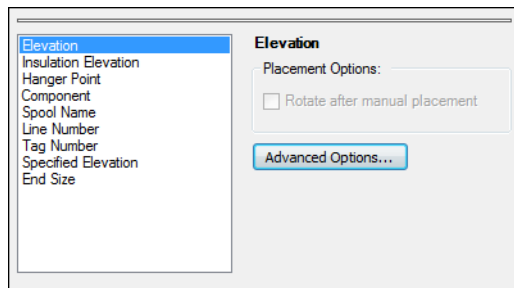 Elevation
Insulation Elevation
Hanger Point
Component
Spool Name
Line Number
Tag Number
Specified Elevation
End Size
Elevation
Placement Options:
Rotate after manual placement
Advanced Options...